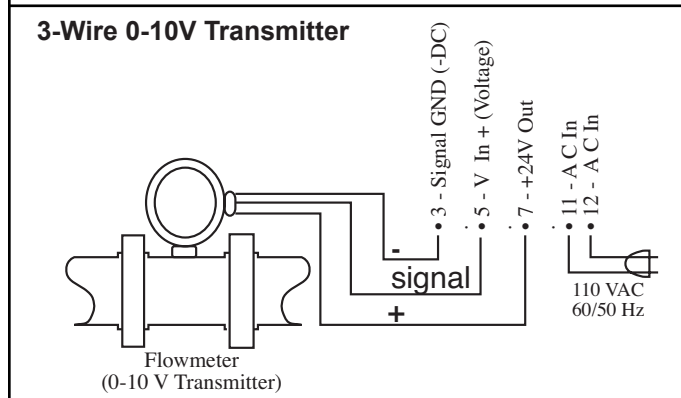 3-Wire 0-10V Transmitter
3 - Signal GND (-DC)
5 - V In + (Voltage)
7 - +24V Out
11 - A C In
12 - A C In
-
signal
+
110 VAC
60/50 Hz
Flowmeter
(0-10 V Transmitter)